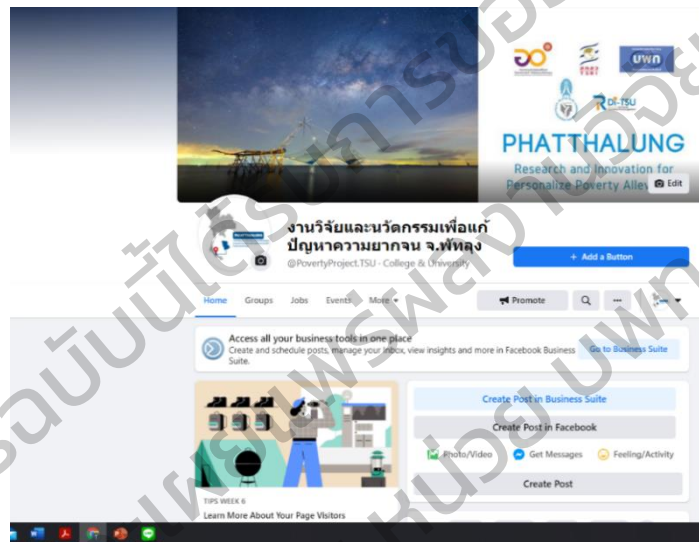 PHATTHALUNG
Research and Innovation for
Personalize Poverty Allev
Edit
งานวิจัยและนวัตกรรมเพื่อแก้
ปัญหาความยากจน จ.พัทลุง
@PovertyProject.TSU · College & University
+ Add a Button
Home Groups Jobs Events More
Promote
Access all your business tools in one place
Create and schedule posts, manage your inbox, view insights and more in Facebook Business
Suite.
Go to Business Suite
Create Post in Business Suite
Create Post in Facebook
Photo/Video Get Messages Feeling/Activity
Create Post
TIPS WEEK 6
Learn More About Your Page Visitors